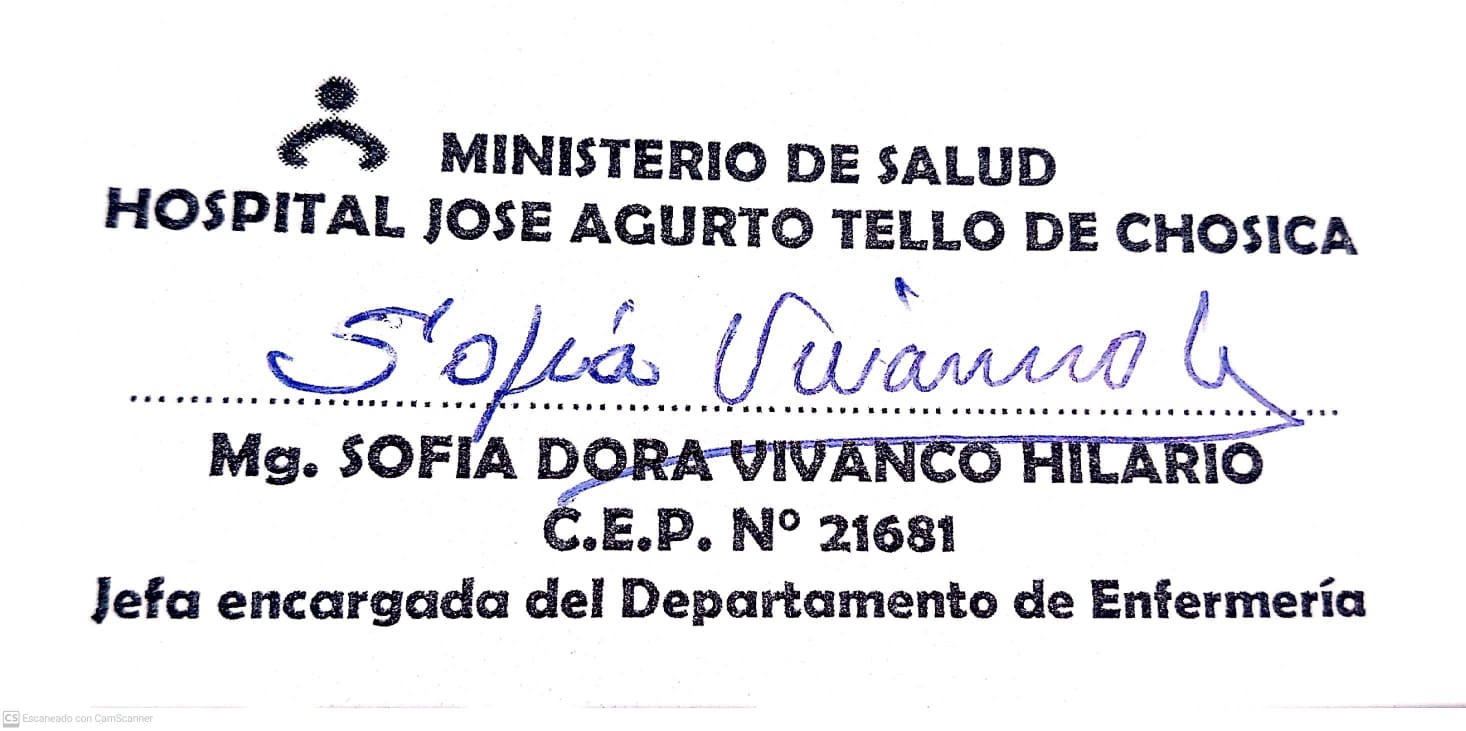 MINISTERIO DE SALUD
HOSPITAL JOSE AGURTO TELLO DE CHOSICA
Sofía Vivanco h
Mg. SOFIA DORA VIVANCO HILARIO
C.E.P. N° 21681
Jefa encargada del Departamento de Enfermería
CS Escaneado con CamScanner